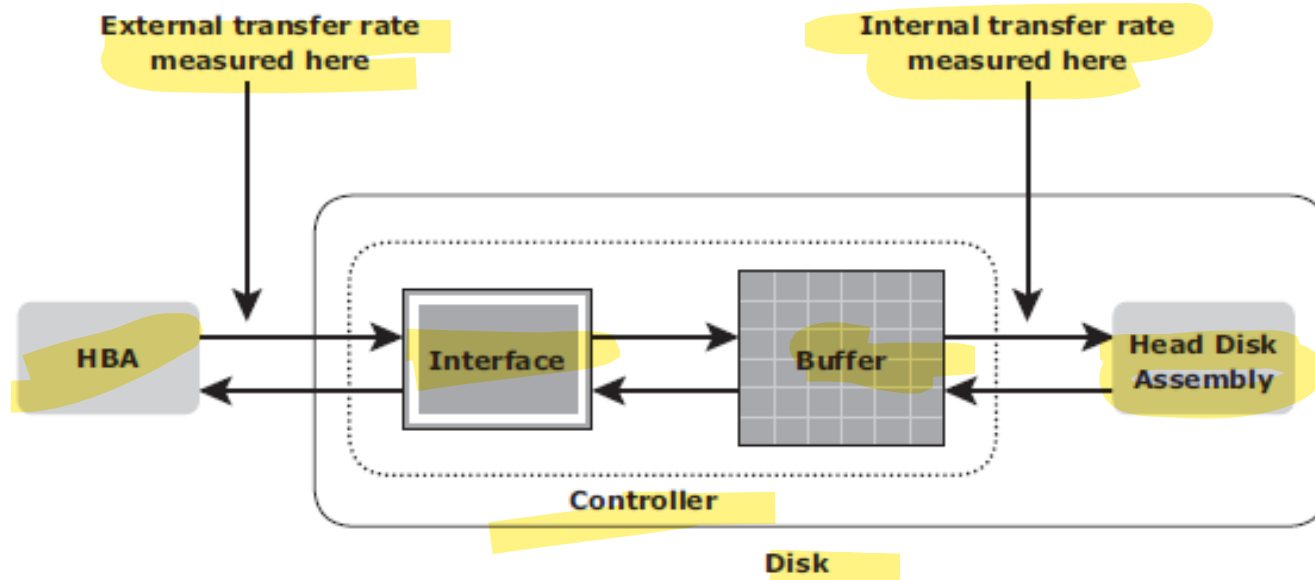 External transfer rate
measured here
Internal transfer rate
measured here
HBA
Interface
Buffer
Head Disk
Assembly
Controller
Disk